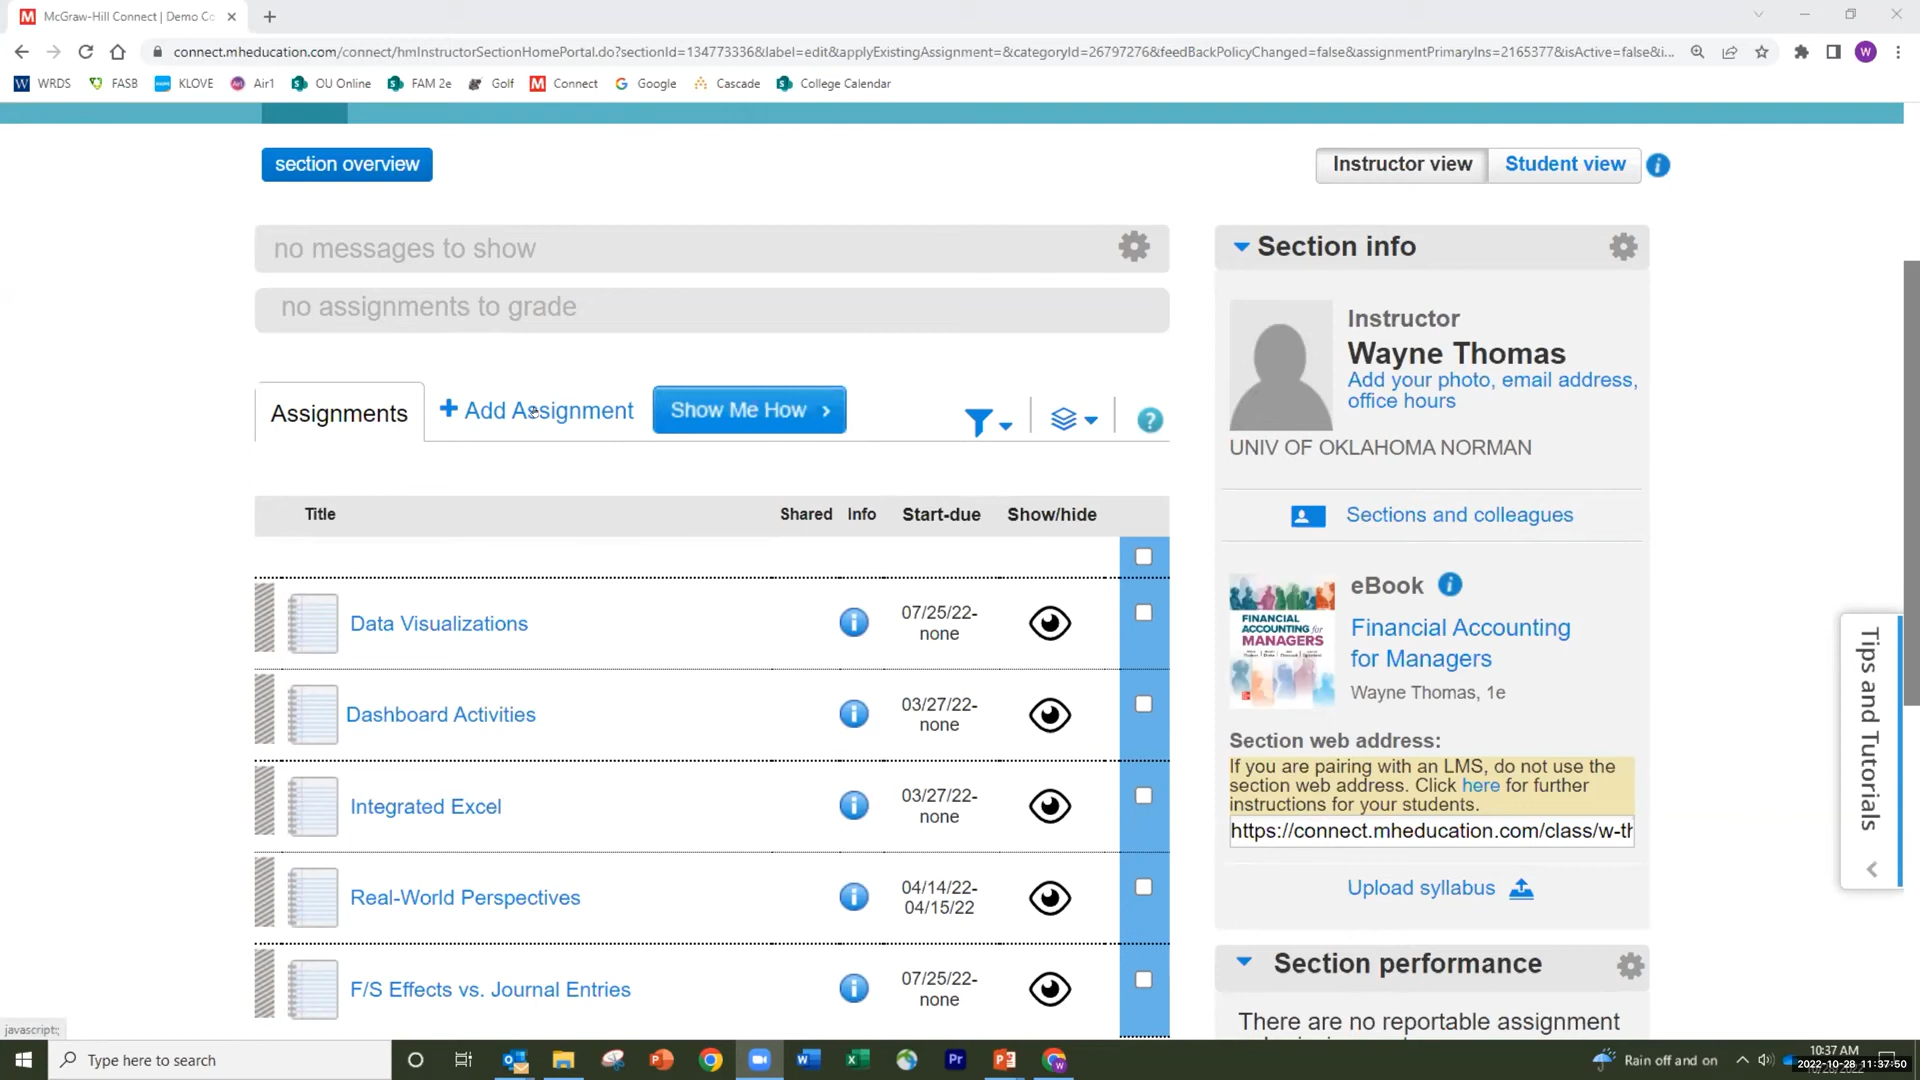 McGraw-Hill Connect | Demo Co
connect.mheducation.com/connect/hmInstructorSectionHomePortal.do?sectionId=134773336&label=edit&applyExistingAssignment=&categoryId=26797276&feedBackPolicyChanged=false&assignmentPrimaryIns=2165377&isActive=false&i...
W
WRDS
FASB
KLOVE
Air1
OU Online
FAM 2e
Golf
Connect
Google
Cascade
College Calendar
section overview
Instructor view
Student view
no messages to show
no assignments to grade
Assignments
+ Add Assignment
Show Me How
Title
Shared
Info
Start-due
Show/hide
Data Visualizations
07/25/22-
none
Dashboard Activities
03/27/22-
none
Integrated Excel
03/27/22-
none
Real-World Perspectives
04/14/22-
04/15/22
F/S Effects vs. Journal Entries
07/25/22-
none
Section info
Instructor
Wayne Thomas
Add your photo, email address,
office hours
UNIV OF OKLAHOMA NORMAN
Sections and colleagues
FINANCIAL
ACCOUNTING for
MANAGERS
eBook
Financial Accounting
for Managers
Wayne Thomas, 1e
Section web address:
If you are pairing with an LMS, do not use the
section web address. Click here for further
instructions for your students.
https://connect.mheducation.com/class/w-th
Upload syllabus
Section performance
There are no reportable assignment
Tips and Tutorials
javascript:;
Type here to search
Pr
Rain off and on
10:37 AM
2022-10-28 11:37:50